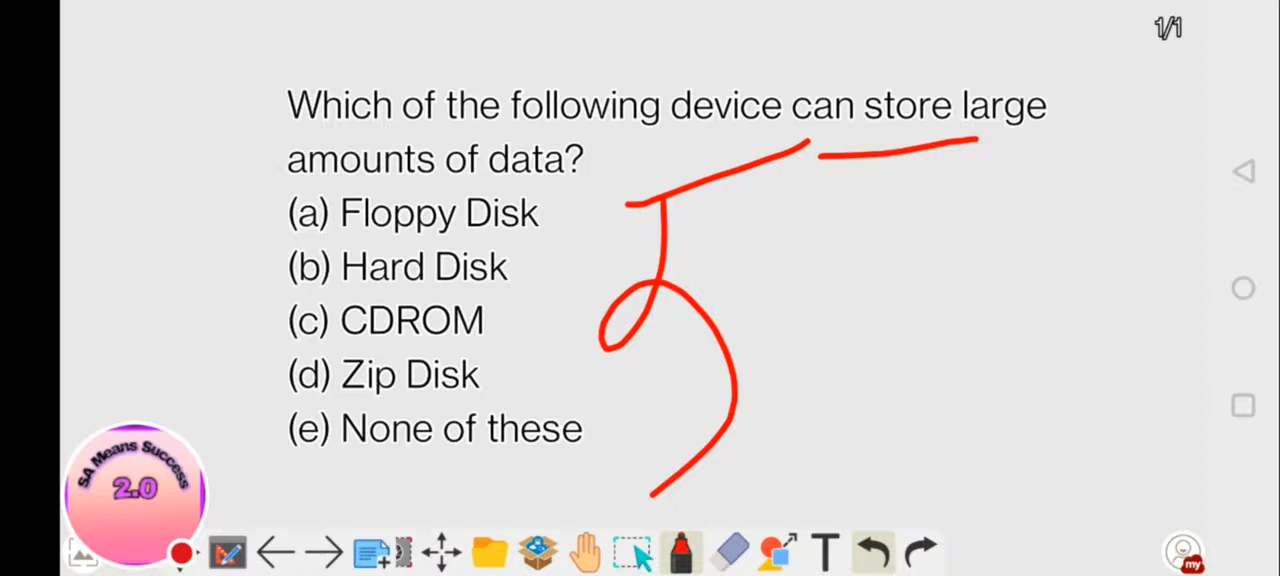 1/1
Which of the following device can store large
amounts of data?
(a) Floppy Disk
(b) Hard Disk
(c) CDROM
(d) Zip Disk
(e) None of these
SA Means Success
2.0
T
my